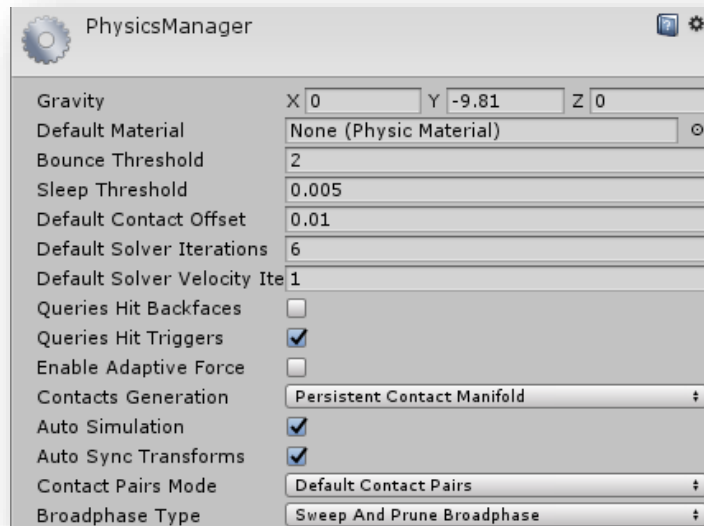 PhysicsManager
Gravity X 0 Y -9.81 Z 0
Default Material None (Physic Material)
Bounce Threshold 2
Sleep Threshold 0.005
Default Contact Offset 0.01
Default Solver Iterations 6
Default Solver Velocity Ite 1
Queries Hit Backfaces
Queries Hit Triggers
Enable Adaptive Force
Contacts Generation Persistent Contact Manifold
Auto Simulation
Auto Sync Transforms
Contact Pairs Mode Default Contact Pairs
Broadphase Type Sweep And Prune Broadphase